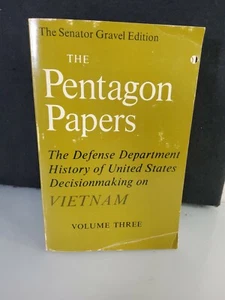 The Senator Gravel Edition
THE
Pentagon
Papers
The Defense Department
History of United States
Decisionmaking on
VIETNAM
VOLUME THREE